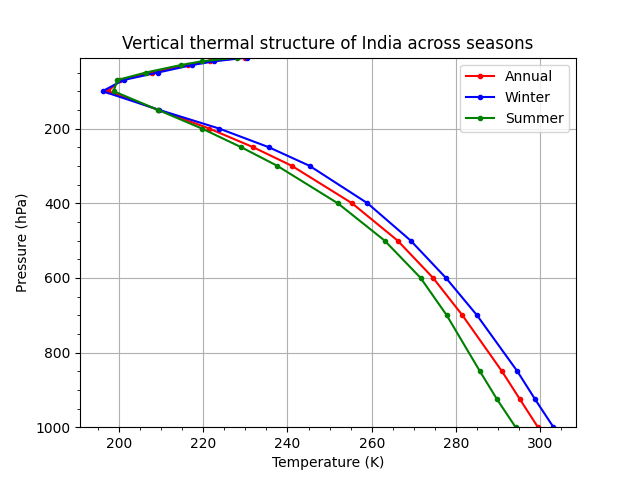 Vertical thermal structure of India across seasons
Annual
Winter
Summer
Pressure (hPa)
200
400
600
800
1000
200 220 240 260 280 300
Temperature (K)